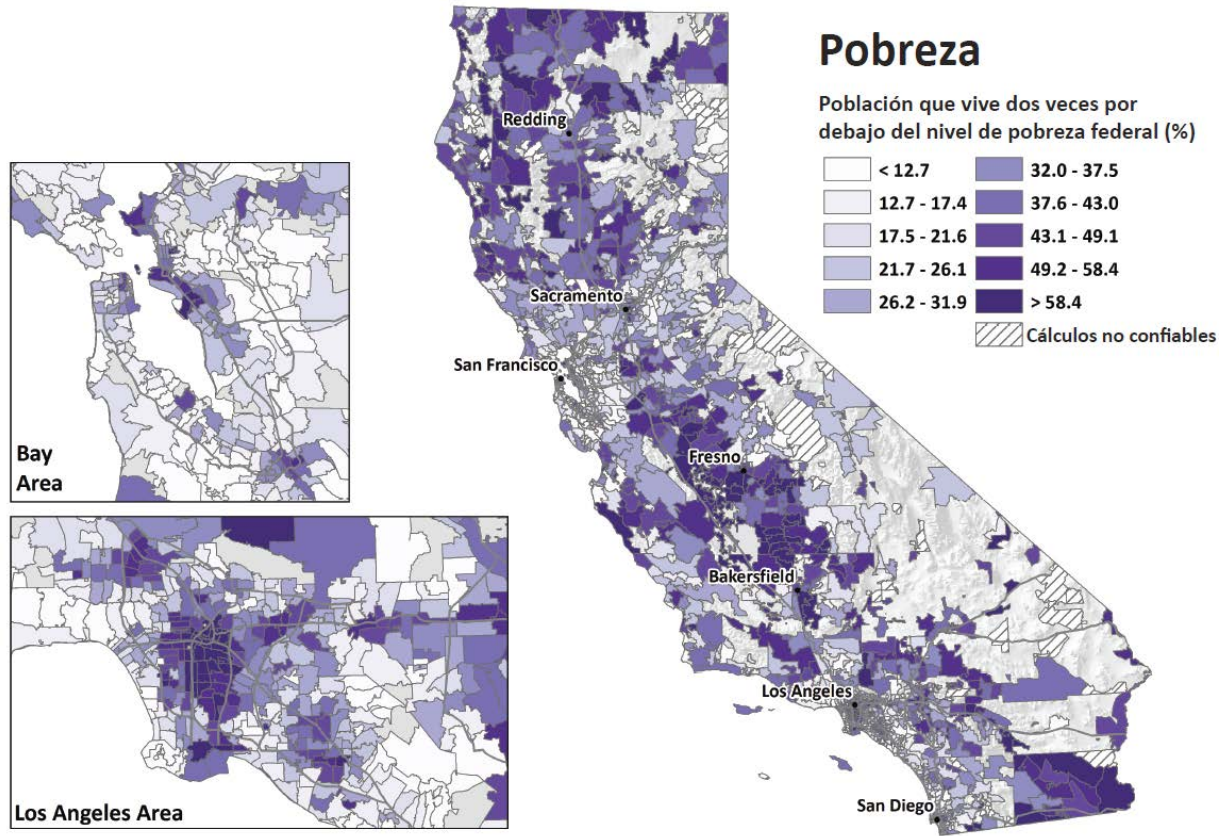 Pobreza
Población que vive dos veces por
debajo del nivel de pobreza federal (%)
< 12.7
12.7 - 17.4
17.5 - 21.6
21.7 - 26.1
26.2 - 31.9
32.0 - 37.5
37.6 - 43.0
43.1 - 49.1
49.2 - 58.4
> 58.4
Cálculos no confiables
Redding
Sacramento
San Francisco
Fresno
Bakersfield
Los Angeles
San Diego
Bay
Area
Los Angeles Area